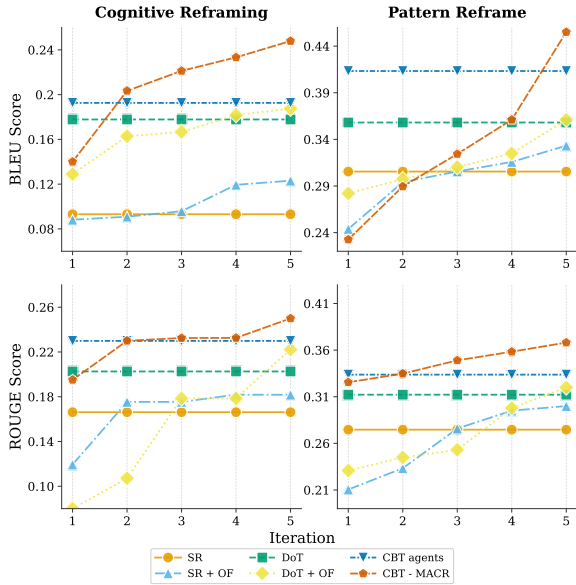 Cognitive Reframing
Pattern Reframe
BLEU Score
0.24
0.2
0.16
0.12
0.08
1 2 3 4 5
0.44
0.39
0.34
0.29
0.24
1 2 3 4 5
ROUGE Score
0.26
0.22
0.18
0.14
0.10
1 2 3 4 5
0.41
0.36
0.31
0.26
0.21
1 2 3 4 5
Iteration
SR DoT CBT agents
SR + OF DoT + OF CBT - MACR